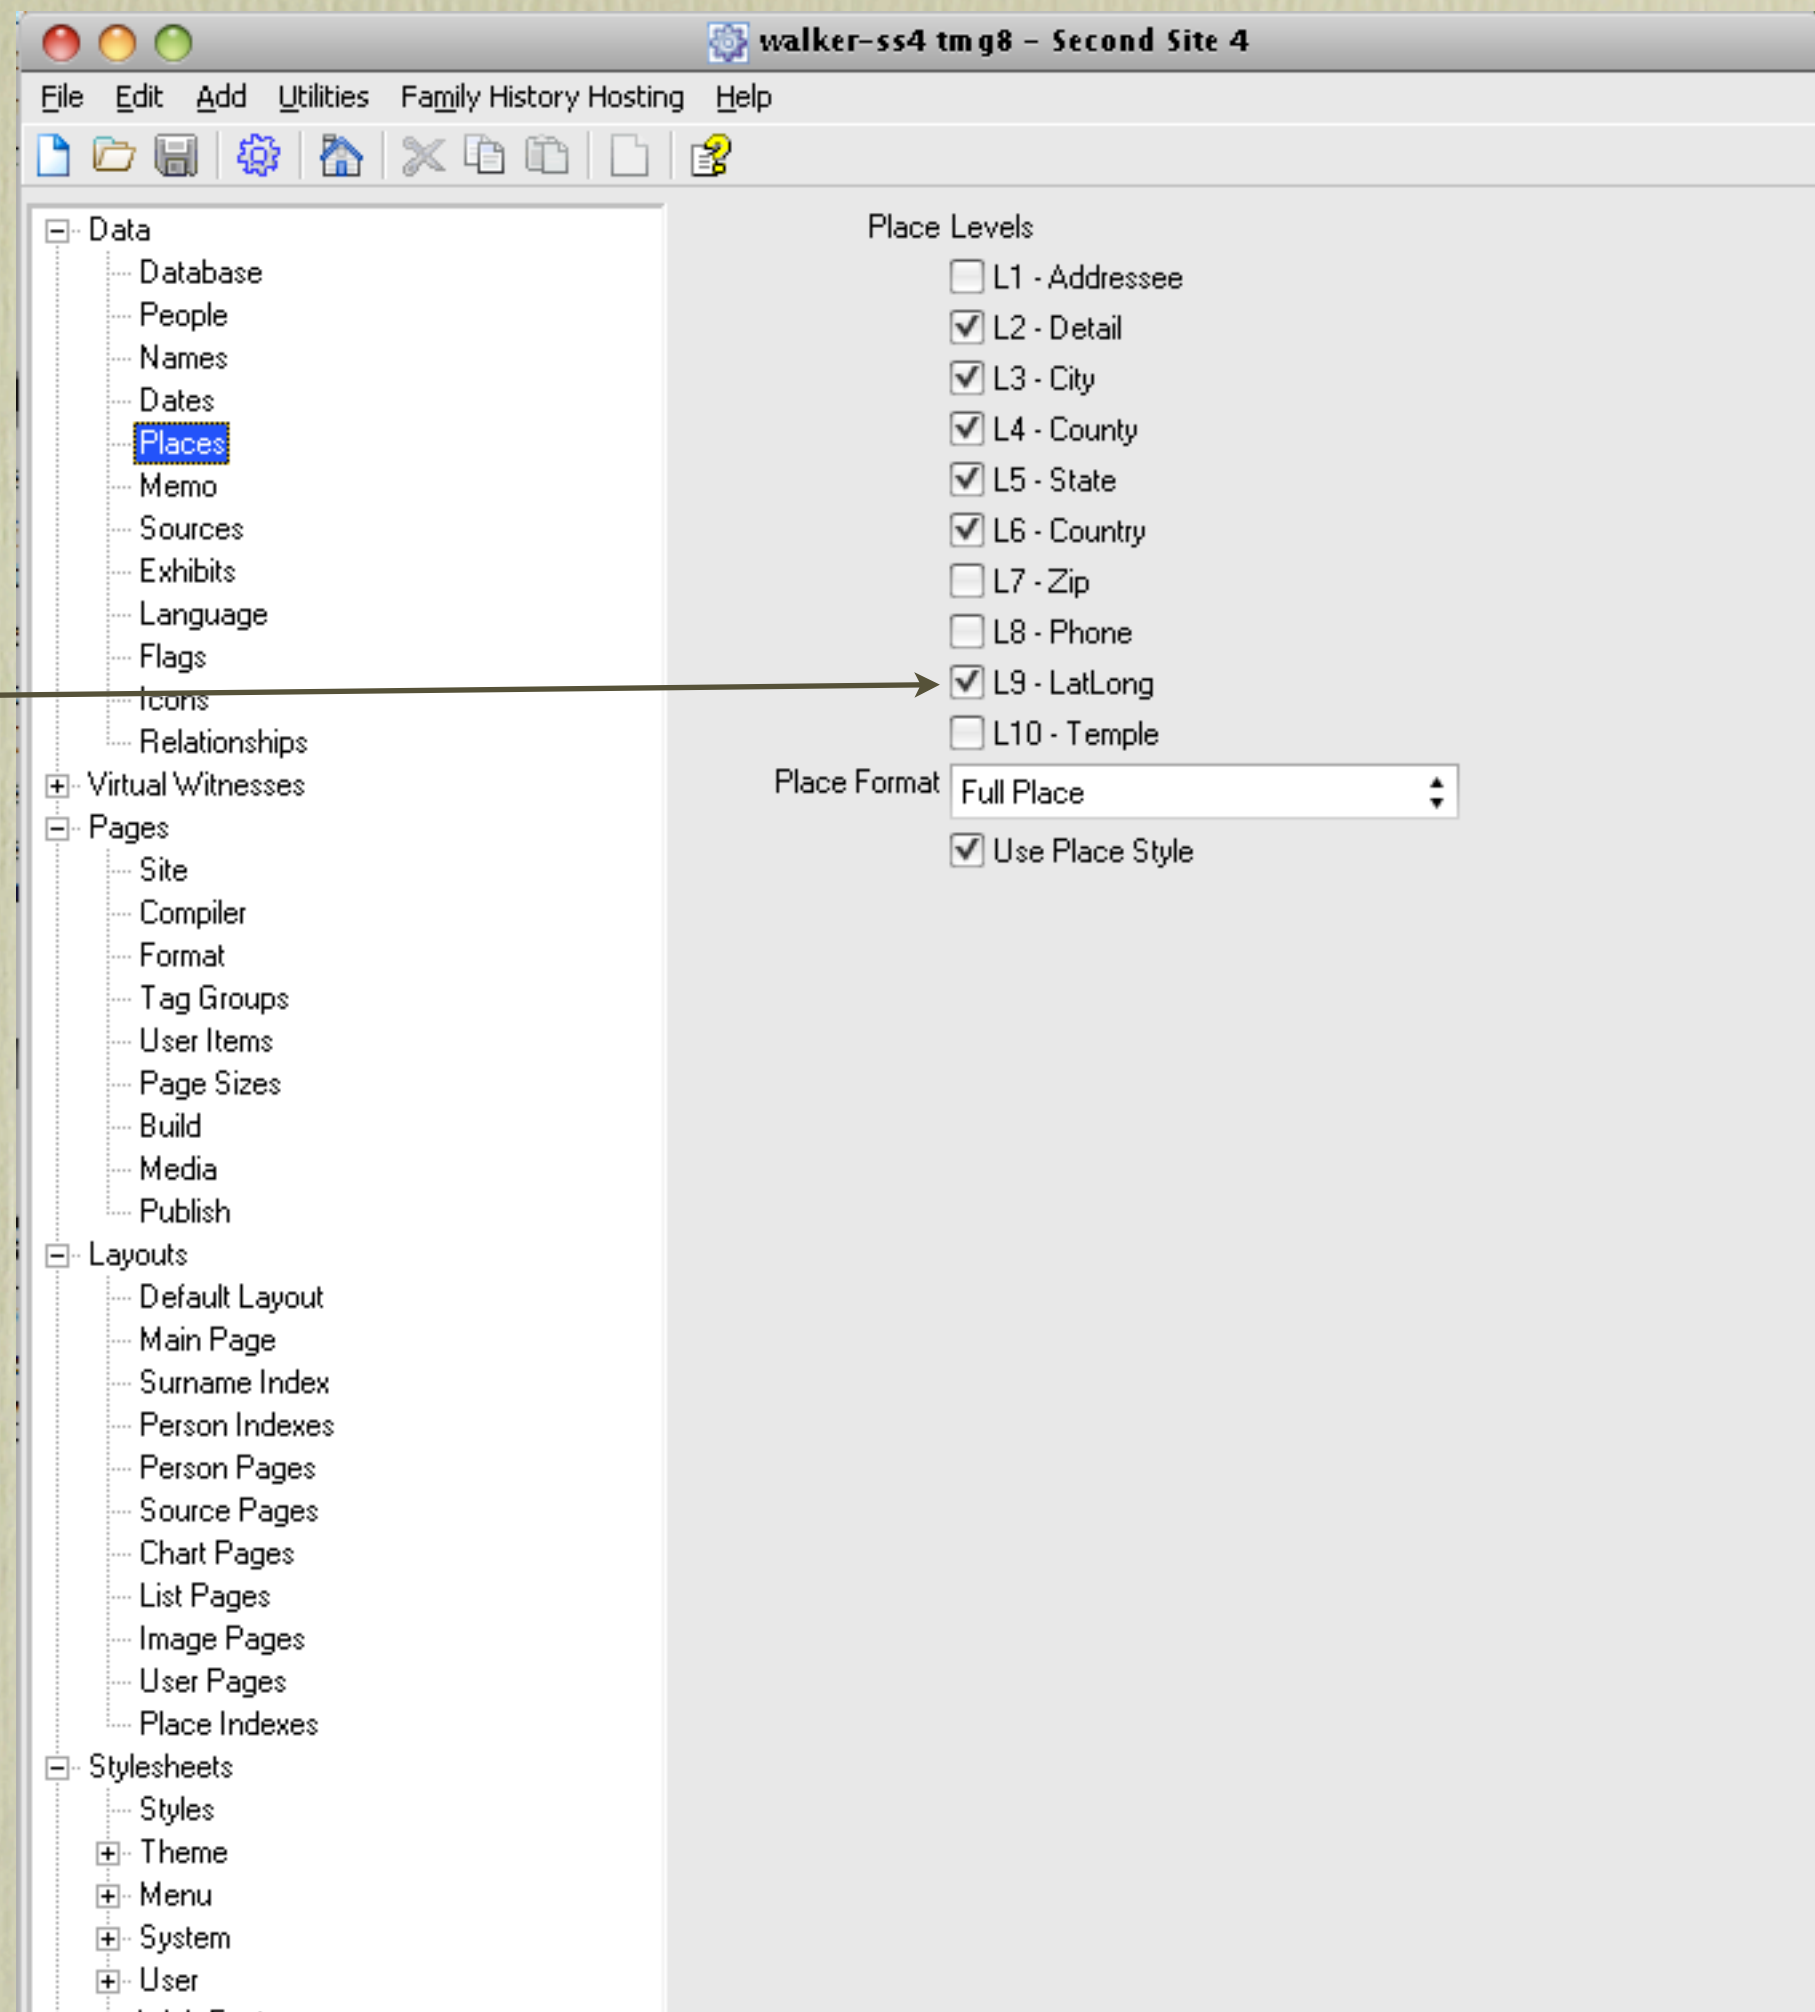 walker-ss4 tmg8 – Second Site 4
File Edit Add Utilities Family History Hosting Help
Data
Database
People
Names
Dates
Places
Memo
Sources
Exhibits
Language
Flags
Icons
Relationships
Virtual Witnesses
Pages
Site
Compiler
Format
Tag Groups
User Items
Page Sizes
Build
Media
Publish
Layouts
Default Layout
Main Page
Surname Index
Person Indexes
Person Pages
Source Pages
Chart Pages
List Pages
Image Pages
User Pages
Place Indexes
Stylesheets
Styles
Theme
Menu
System
User
Place Levels
L1 - Addressee
L2 - Detail
L3 - City
L4 - County
L5 - State
L6 - Country
L7 - Zip
L8 - Phone
L9 - LatLong
L10 - Temple
Place Format Full Place
Use Place Style